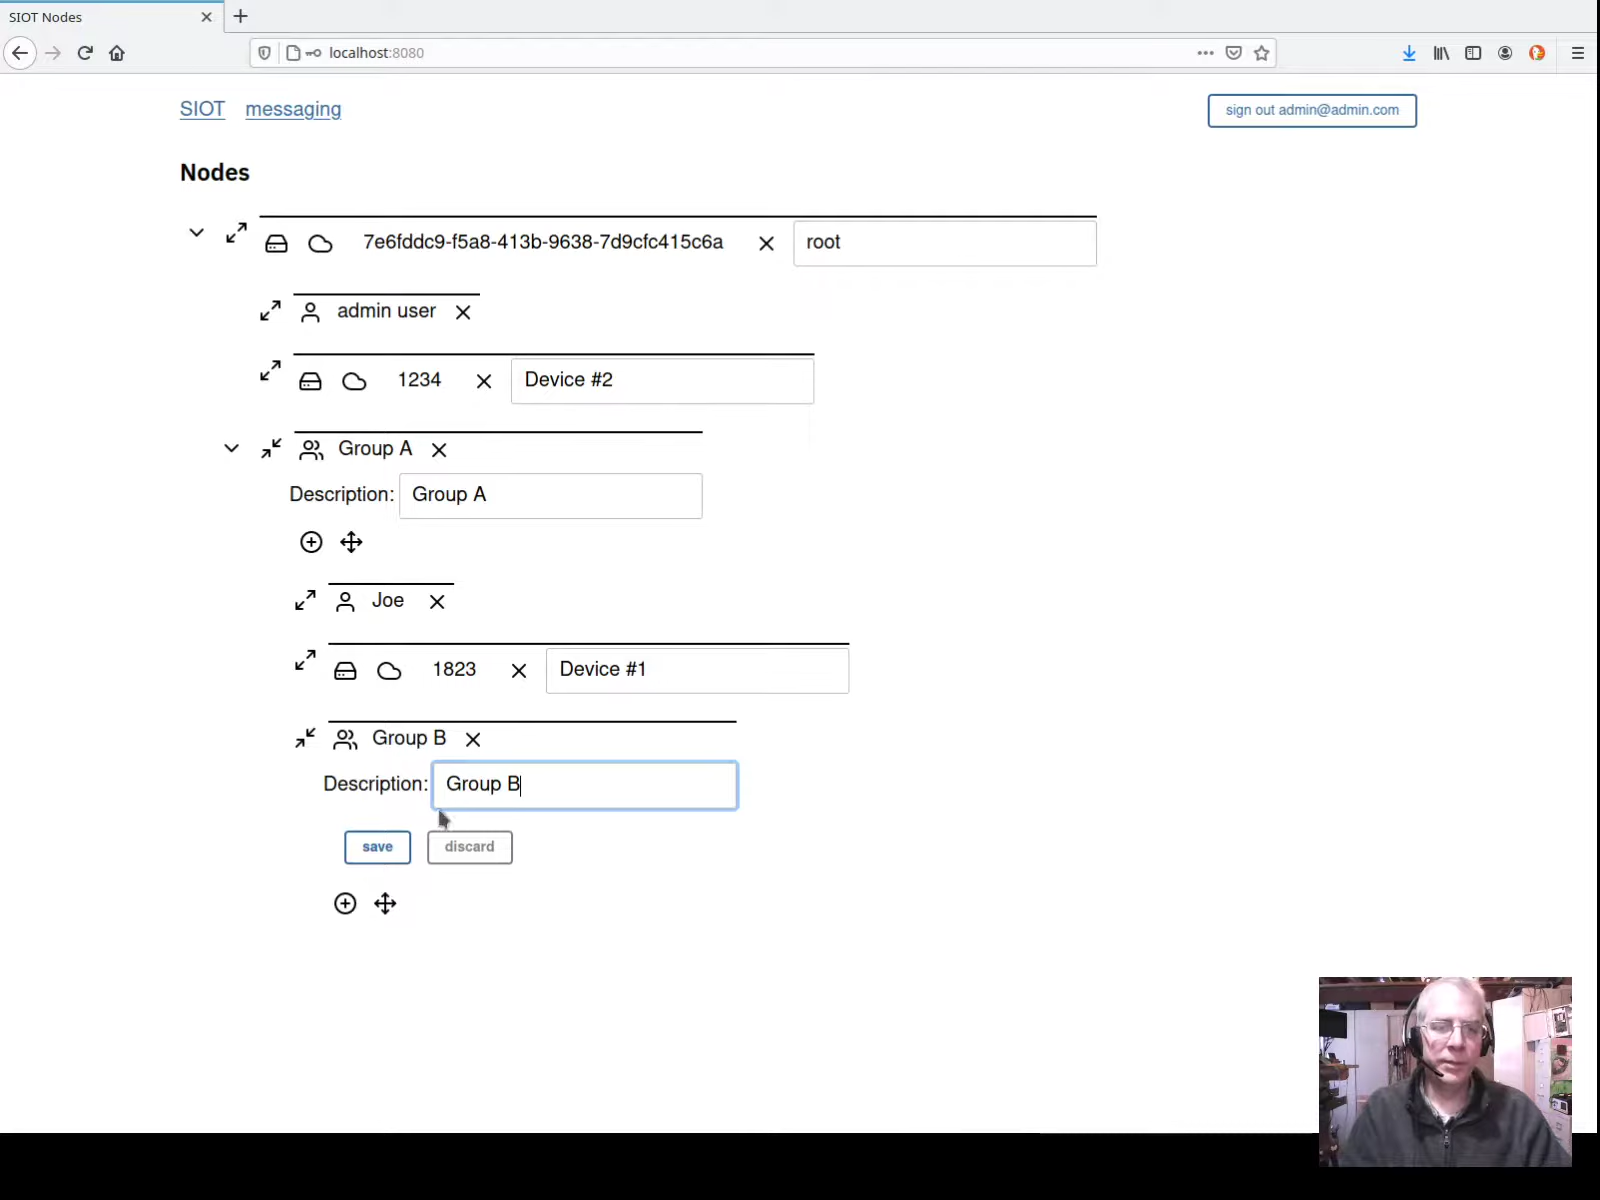 SIOT Nodes
localhost:8080
SIOT messaging sign out admin@admin.com
Nodes
7e6fddc9-f5a8-413b-9638-7d9cfc415c6a root
admin user
1234 Device #2
Group A
Description: Group A
Joe
1823 Device #1
Group B
Description: Group B
save discard